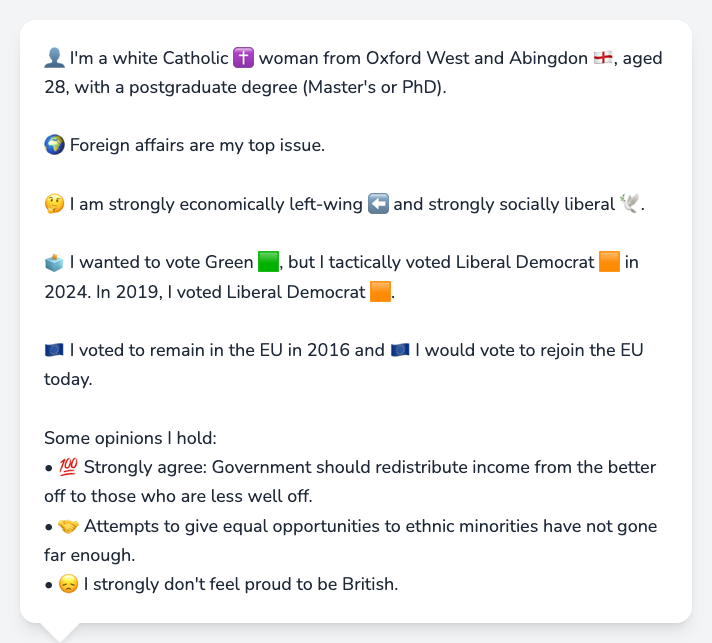 👤 I'm a white Catholic ✝️ woman from Oxford West and Abingdon 🏴󠁧󠁢󠁥󠁮󠁧󠁿, aged
28, with a postgraduate degree (Master's or PhD).
🌍 Foreign affairs are my top issue.
🤔 I am strongly economically left-wing ⬅️ and strongly socially liberal 🕊️.
🗳️ I wanted to vote Green 🟩, but I tactically voted Liberal Democrat 🟧 in
2024. In 2019, I voted Liberal Democrat 🟧.
🇪🇺 I voted to remain in the EU in 2016 and 🇪🇺 I would vote to rejoin the EU
today.
Some opinions I hold:
• 💯 Strongly agree: Government should redistribute income from the better
off to those who are less well off.
• 🤝 Attempts to give equal opportunities to ethnic minorities have not gone
far enough.
• 😞 I strongly don't feel proud to be British.